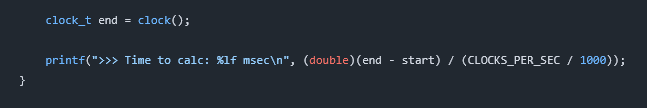 clock_t end = clock();
printf(">>> Time to calc: %lf msec\n", (double)(end - start) / (CLOCKS_PER_SEC / 1000));
}